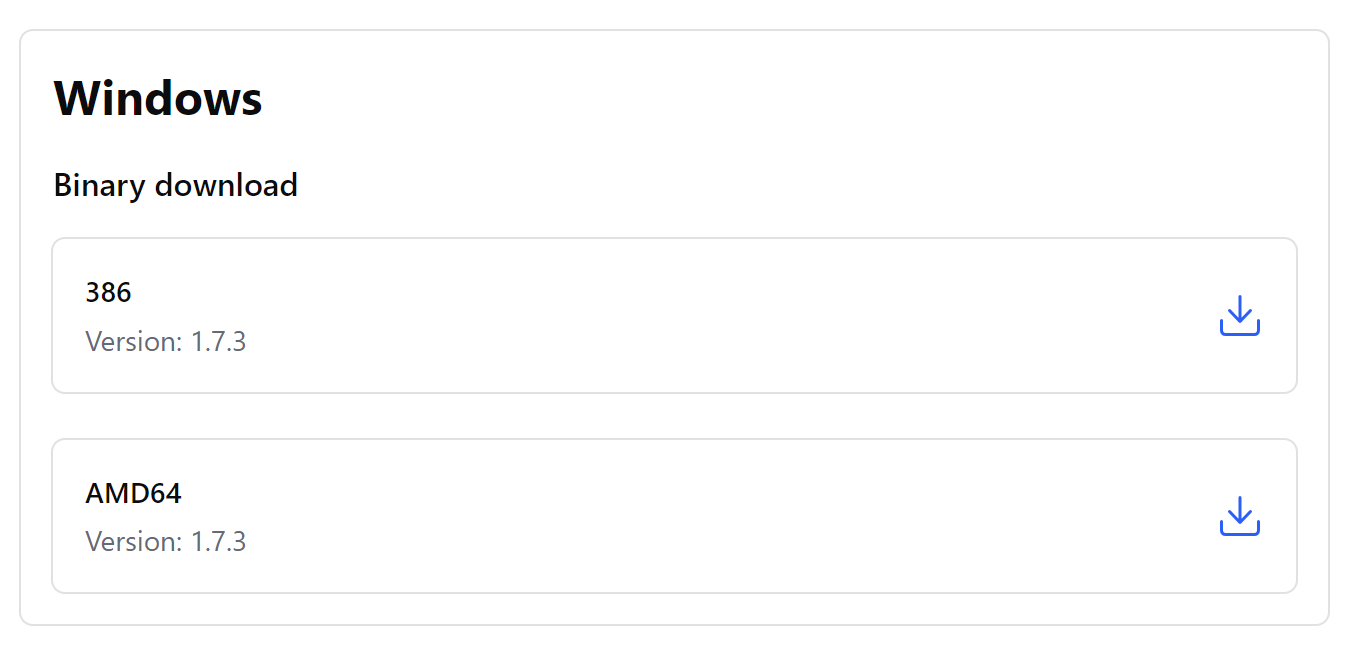 Windows
Binary download
386
Version: 1.7.3
AMD64
Version: 1.7.3